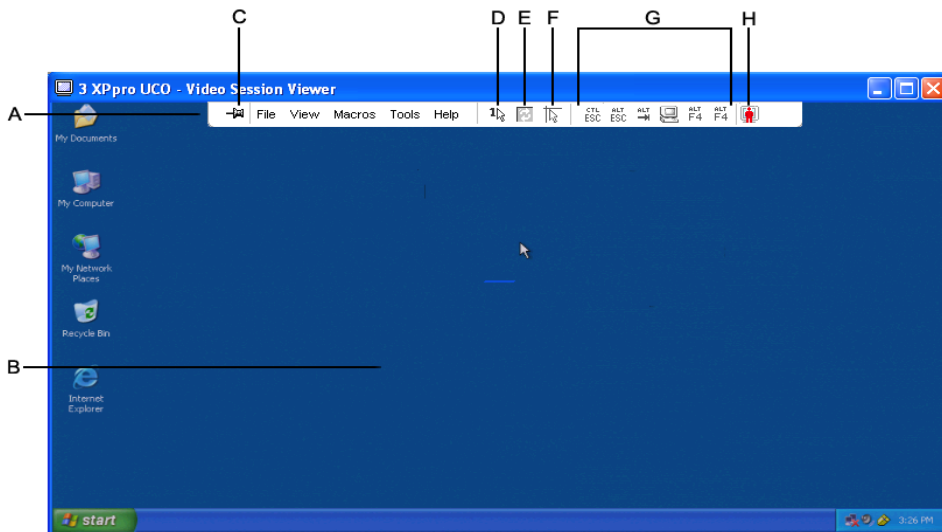 C D E F G H
3 XPpro UCO - Video Session Viewer
A
File View Macros Tools Help
1
CTL ESC
ALT ESC
ALT
ALT F4
ALT F4
My Documents
My Computer
My Network Places
Recycle Bin
B
Internet Explorer
start
3:26 PM